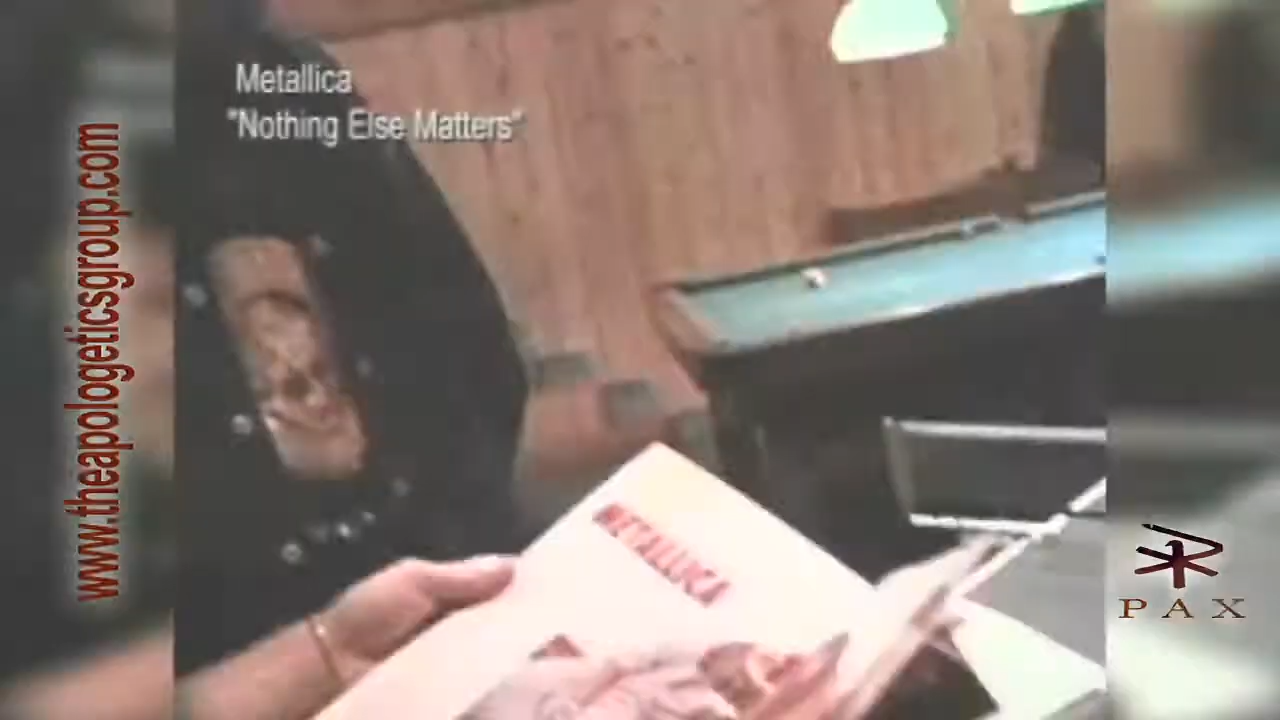 Metallica
"Nothing Else Matters"
www.theapologeticsgroup.com
METALLICA
PAX